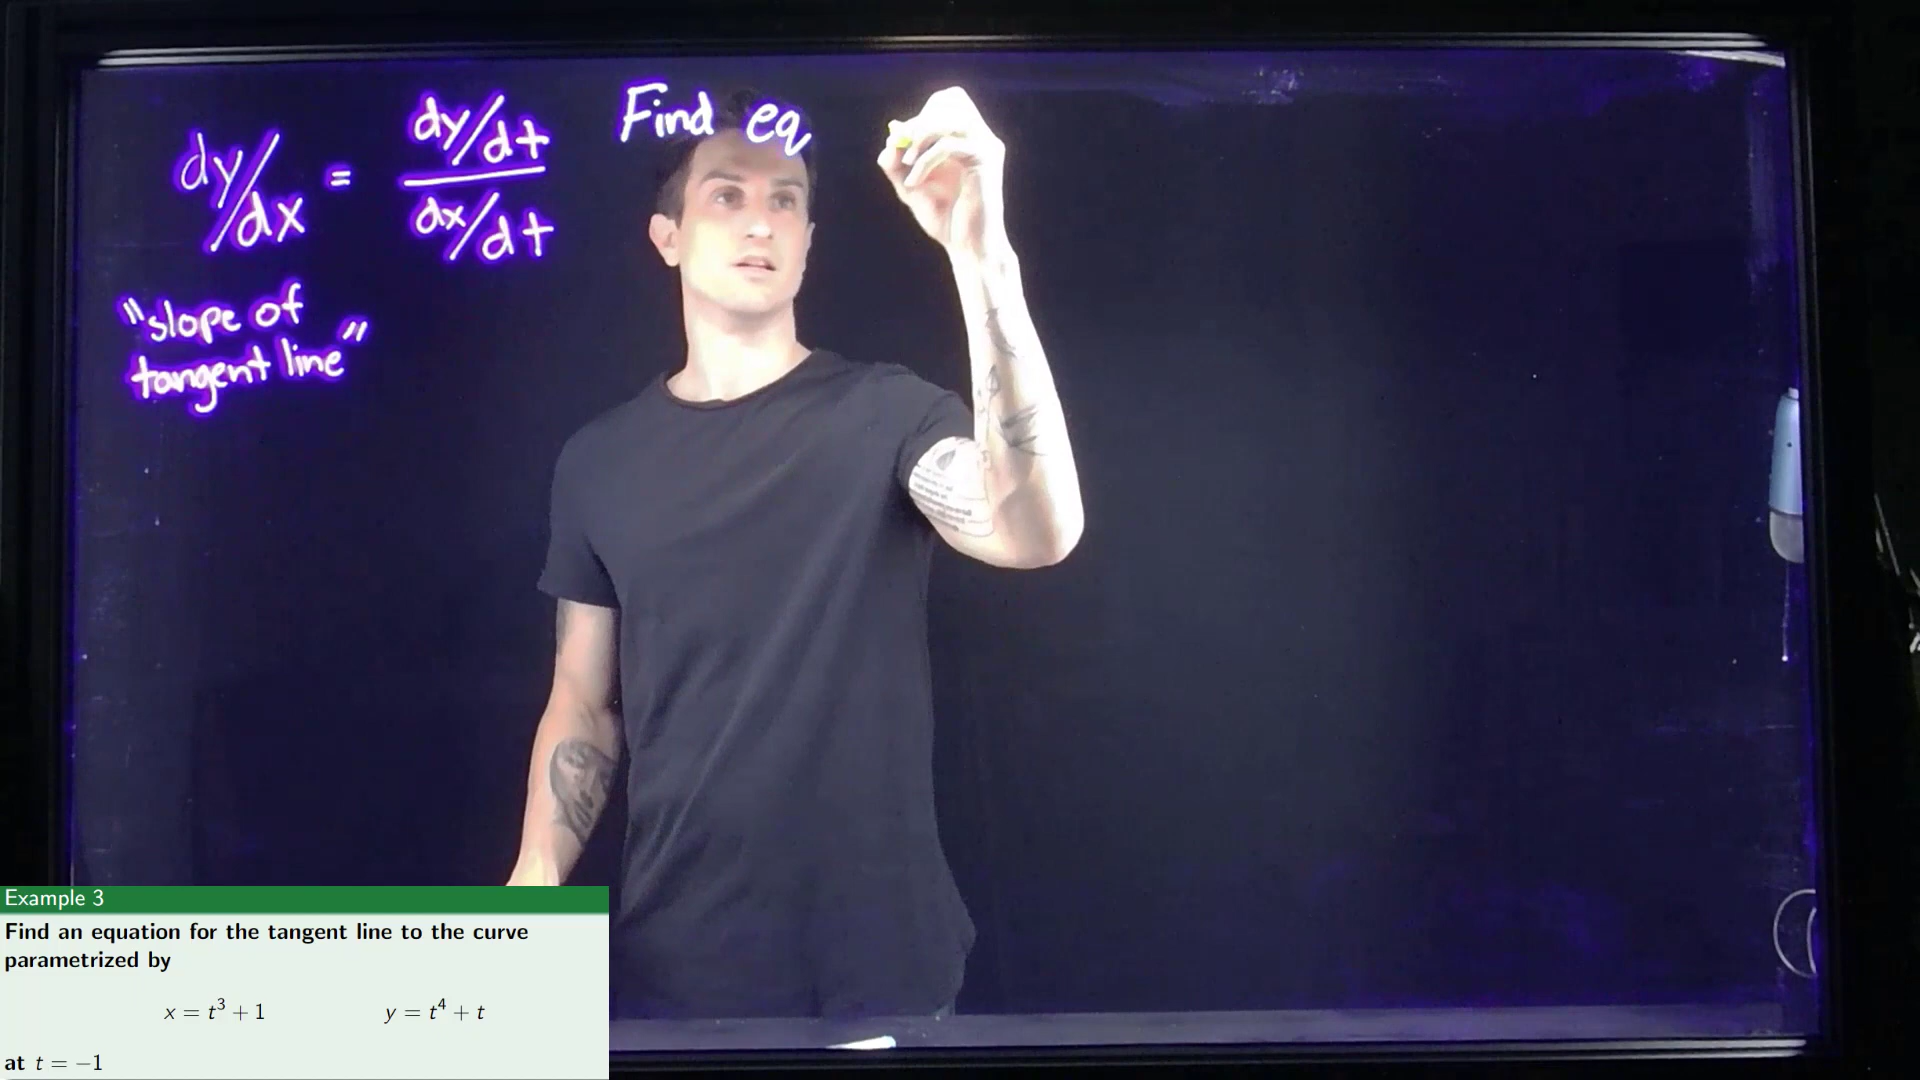 dy/dx = dy/dt / dx/dt
"slope of
tangent line"
Find eq
Example 3
Find an equation for the tangent line to the curve
parametrized by
x = t³ + 1 y = t⁴ + t
at t = −1